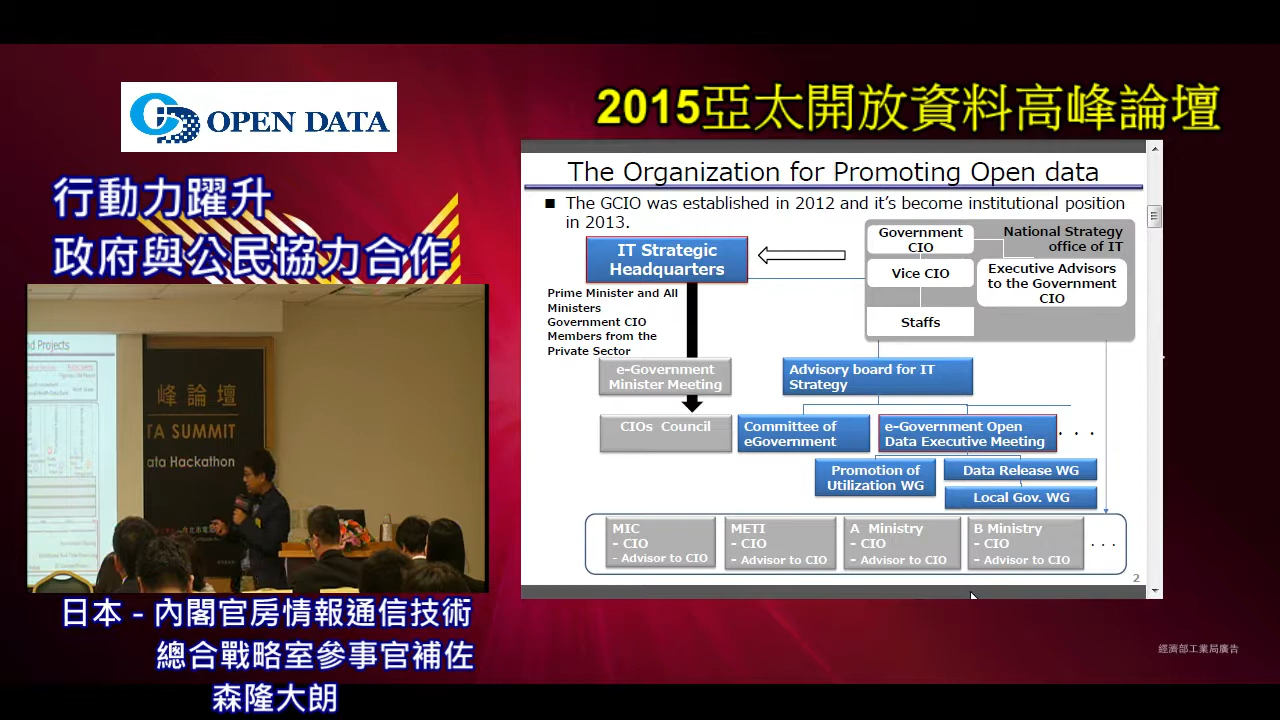 OPEN DATA
2015亞太開放資料高峰論壇
行動力躍升
政府與公民協力合作
The Organization for Promoting Open data
■ The GCIO was established in 2012 and it's become institutional position
in 2013.
IT Strategic
Headquarters
Prime Minister and All
Ministers
Government CIO
Members from the
Private Sector
Government
CIO
Vice CIO
Staffs
National Strategy
office of IT
Executive Advisors
to the Government
CIO
e-Government
Minister Meeting
Advisory board for IT
Strategy
CIOs Council
Committee of
eGovernment
e-Government Open
Data Executive Meeting
· · ·
Promotion of
Utilization WG
Data Release WG
Local Gov. WG
MIC
- CIO
- Advisor to CIO
METI
- CIO
- Advisor to CIO
A Ministry
- CIO
- Advisor to CIO
B Ministry
- CIO
- Advisor to CIO
· · ·
2
nd Projects
峰論壇
TA SUMMIT
ata Hackathon
日本 - 內閣官房情報通信技術
總合戰略室參事官補佐
森隆大朗
經濟部工業局廣告